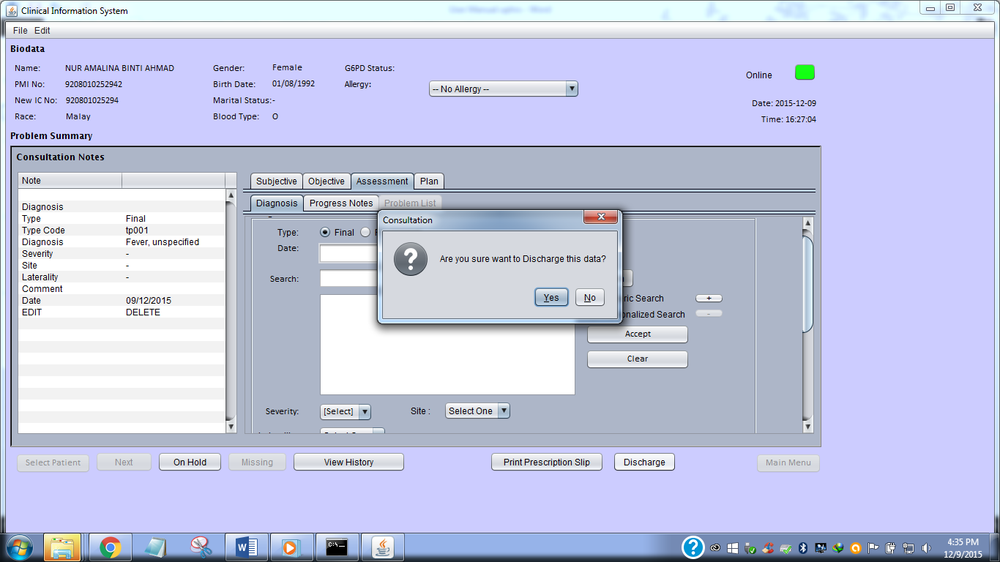 User Manual ophm - Word
Clinical Information System
File Edit
Biodata
Name: NUR AMALINA BINTI AHMAD Gender: Female G6PD Status:
PMI No: 9208010252942 Birth Date: 01/08/1992 Allergy: -- No Allergy -- Online
New IC No: 920801025294 Marital Status:- Date: 2015-12-09
Race: Malay Blood Type: O Time: 16:27:04
Problem Summary
Consultation Notes
Note
Diagnosis
Type Final
Type Code tp001
Diagnosis Fever, unspecified
Severity -
Site -
Laterality -
Comment
Date 09/12/2015
EDIT DELETE
Subjective Objective Assessment Plan
Diagnosis Progress Notes Problem List
Type: Final
Date:
Search:
ric Search +
onalized Search -
Accept
Clear
Severity: [Select] Site : Select One
Consultation
Are you sure want to Discharge this data?
Yes No
Select Patient Next On Hold Missing View History Print Prescription Slip Discharge Main Menu
4:35 PM
12/9/2015